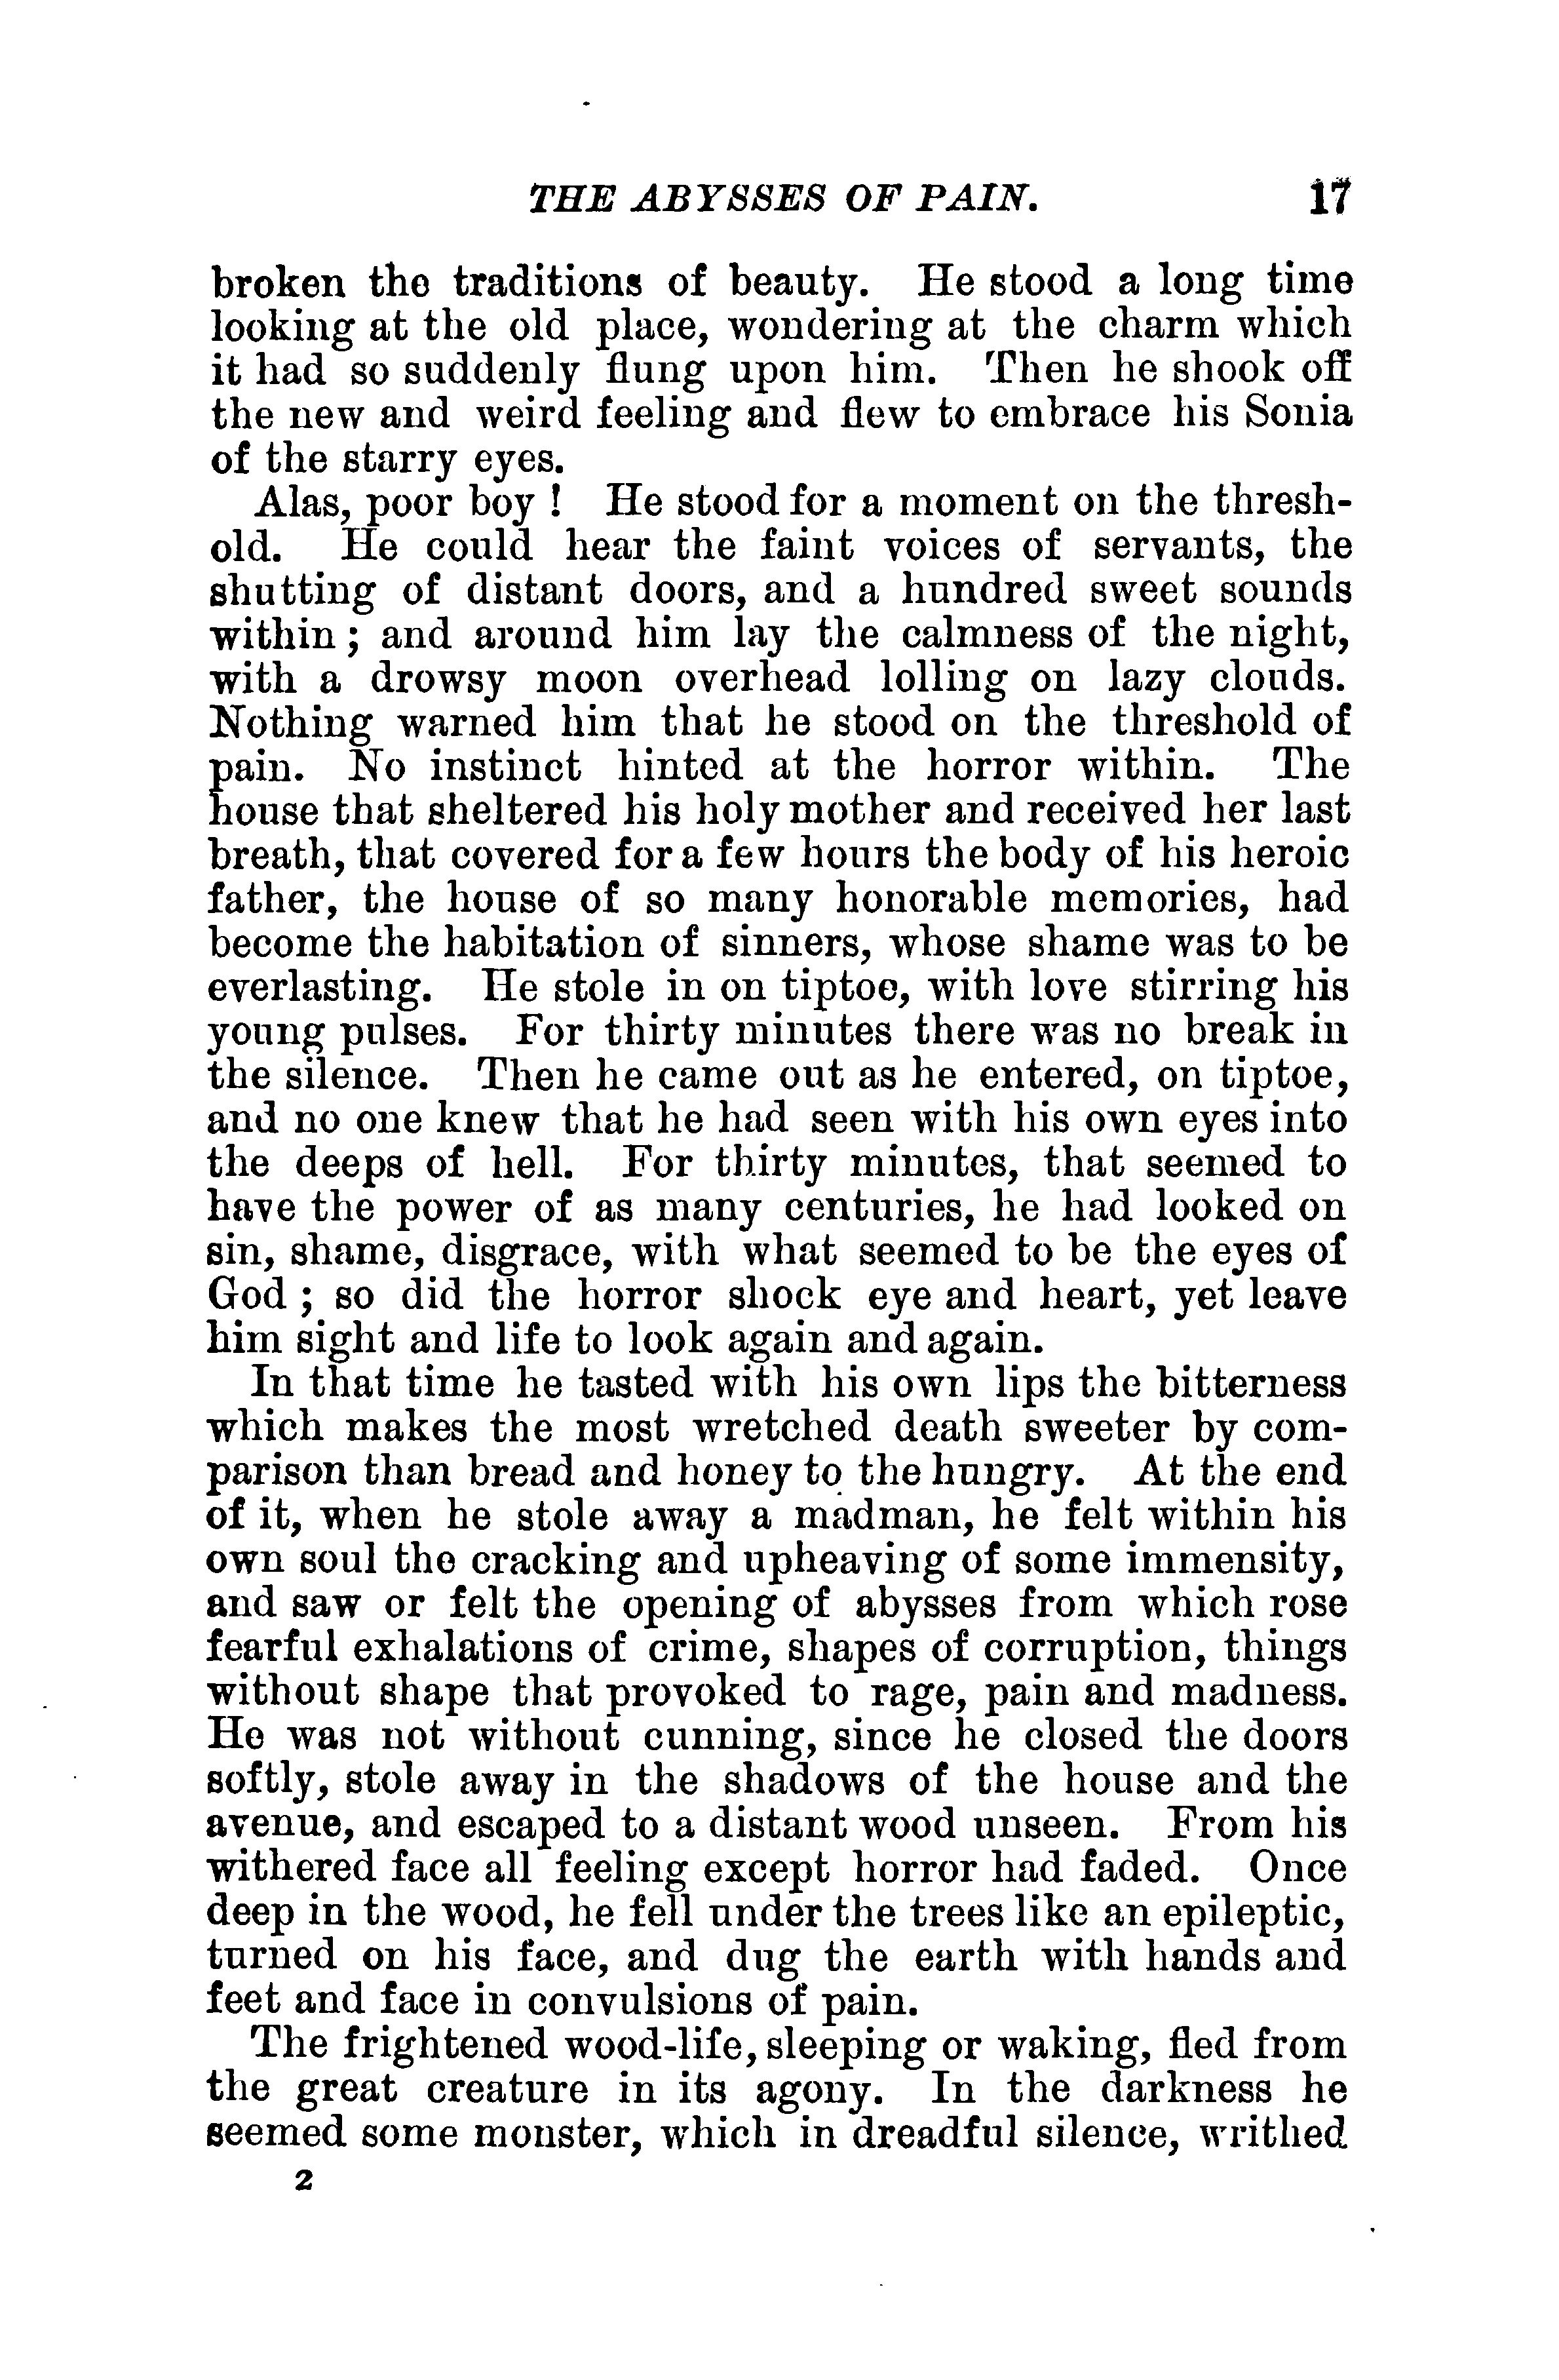 THE ABYSSES OF PAIN. 17
broken the traditions of beauty. He stood a long time
looking at the old place, wondering at the charm which
it had so suddenly flung upon him. Then he shook off
the new and weird feeling and flew to embrace his Sonia
of the starry eyes.
Alas, poor boy ! He stood for a moment on the thresh-
old. He could hear the faint voices of servants, the
shutting of distant doors, and a hundred sweet sounds
within ; and around him lay the calmness of the night,
with a drowsy moon overhead lolling on lazy clouds.
Nothing warned him that he stood on the threshold of
pain. No instinct hinted at the horror within. The
house that sheltered his holy mother and received her last
breath, that covered for a few hours the body of his heroic
father, the house of so many honorable memories, had
become the habitation of sinners, whose shame was to be
everlasting. He stole in on tiptoe, with love stirring his
young pulses. For thirty minutes there was no break in
the silence. Then he came out as he entered, on tiptoe,
and no one knew that he had seen with his own eyes into
the deeps of hell. For thirty minutes, that seemed to
have the power of as many centuries, he had looked on
sin, shame, disgrace, with what seemed to be the eyes of
God ; so did the horror shock eye and heart, yet leave
him sight and life to look again and again.
In that time he tasted with his own lips the bitterness
which makes the most wretched death sweeter by com-
parison than bread and honey to the hungry. At the end
of it, when he stole away a madman, he felt within his
own soul the cracking and upheaving of some immensity,
and saw or felt the opening of abysses from which rose
fearful exhalations of crime, shapes of corruption, things
without shape that provoked to rage, pain and madness.
He was not without cunning, since he closed the doors
softly, stole away in the shadows of the house and the
avenue, and escaped to a distant wood unseen. From his
withered face all feeling except horror had faded. Once
deep in the wood, he fell under the trees like an epileptic,
turned on his face, and dug the earth with hands and
feet and face in convulsions of pain.
The frightened wood-life, sleeping or waking, fled from
the great creature in its agony. In the darkness he
seemed some monster, which in dreadful silence, writhed
2